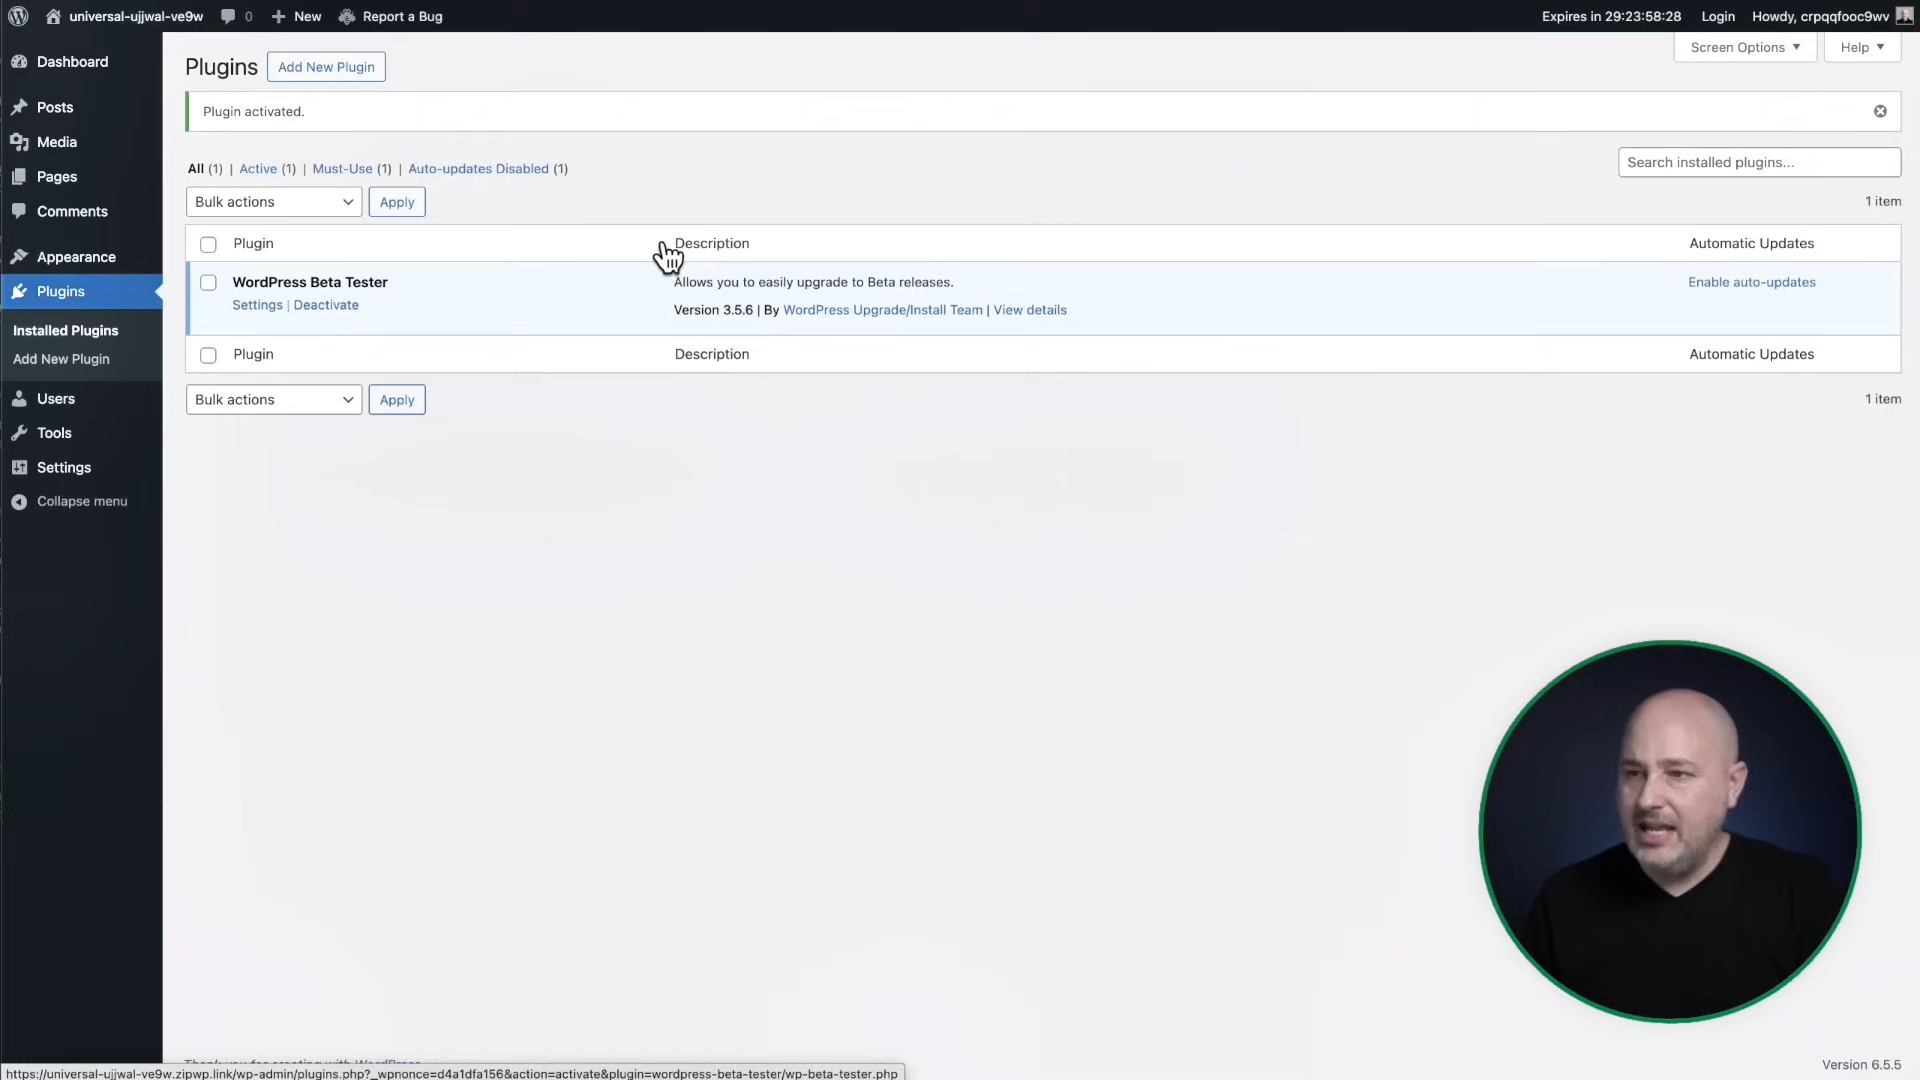 universal-ujjwal-ve9w 0 New Report a Bug Expires in 29:23:58:28 Login Howdy, crpqqfooc9wv
Screen Options Help
Dashboard
Posts
Media
Pages
Comments
Appearance
Plugins
Installed Plugins
Add New Plugin
Users
Tools
Settings
Collapse menu
Plugins Add New Plugin
Plugin activated.
All (1) | Active (1) | Must-Use (1) | Auto-updates Disabled (1)
Search installed plugins...
Bulk actions Apply 1 item
Plugin Description Automatic Updates
WordPress Beta Tester Allows you to easily upgrade to Beta releases. Enable auto-updates
Settings | Deactivate Version 3.5.6 | By WordPress Upgrade/Install Team | View details
Plugin Description Automatic Updates
Bulk actions Apply 1 item
Version 6.5.5
https://universal-ujjwal-ve9w.zipwp.link/wp-admin/plugins.php?_wpnonce=d4a1dfa156&action=activate&plugin=wordpress-beta-tester/wp-beta-tester.php